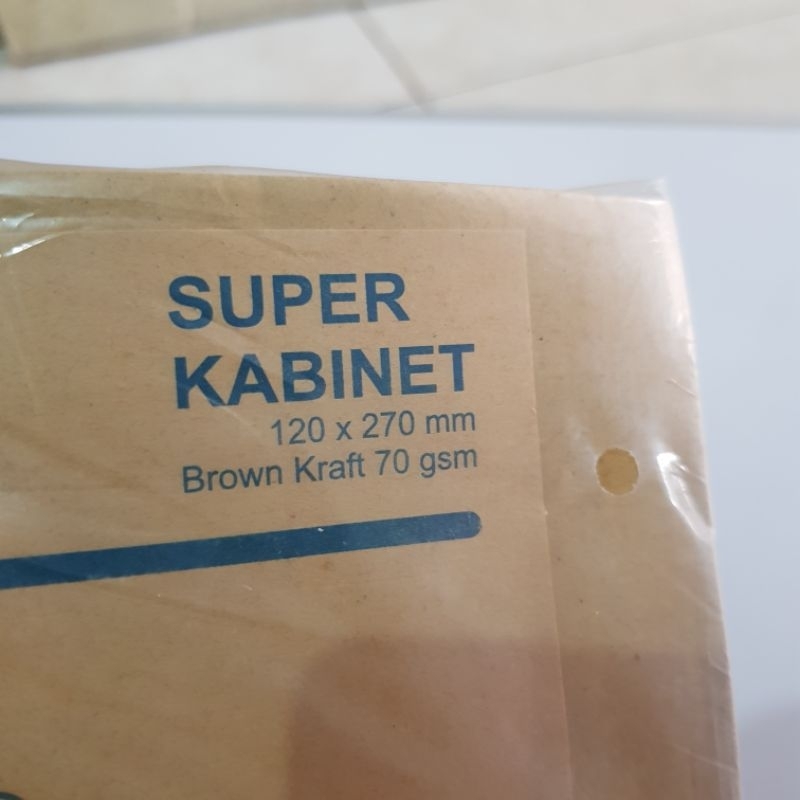 SUPER
KABINET
120 x 270 mm
Brown Kraft 70 gsm